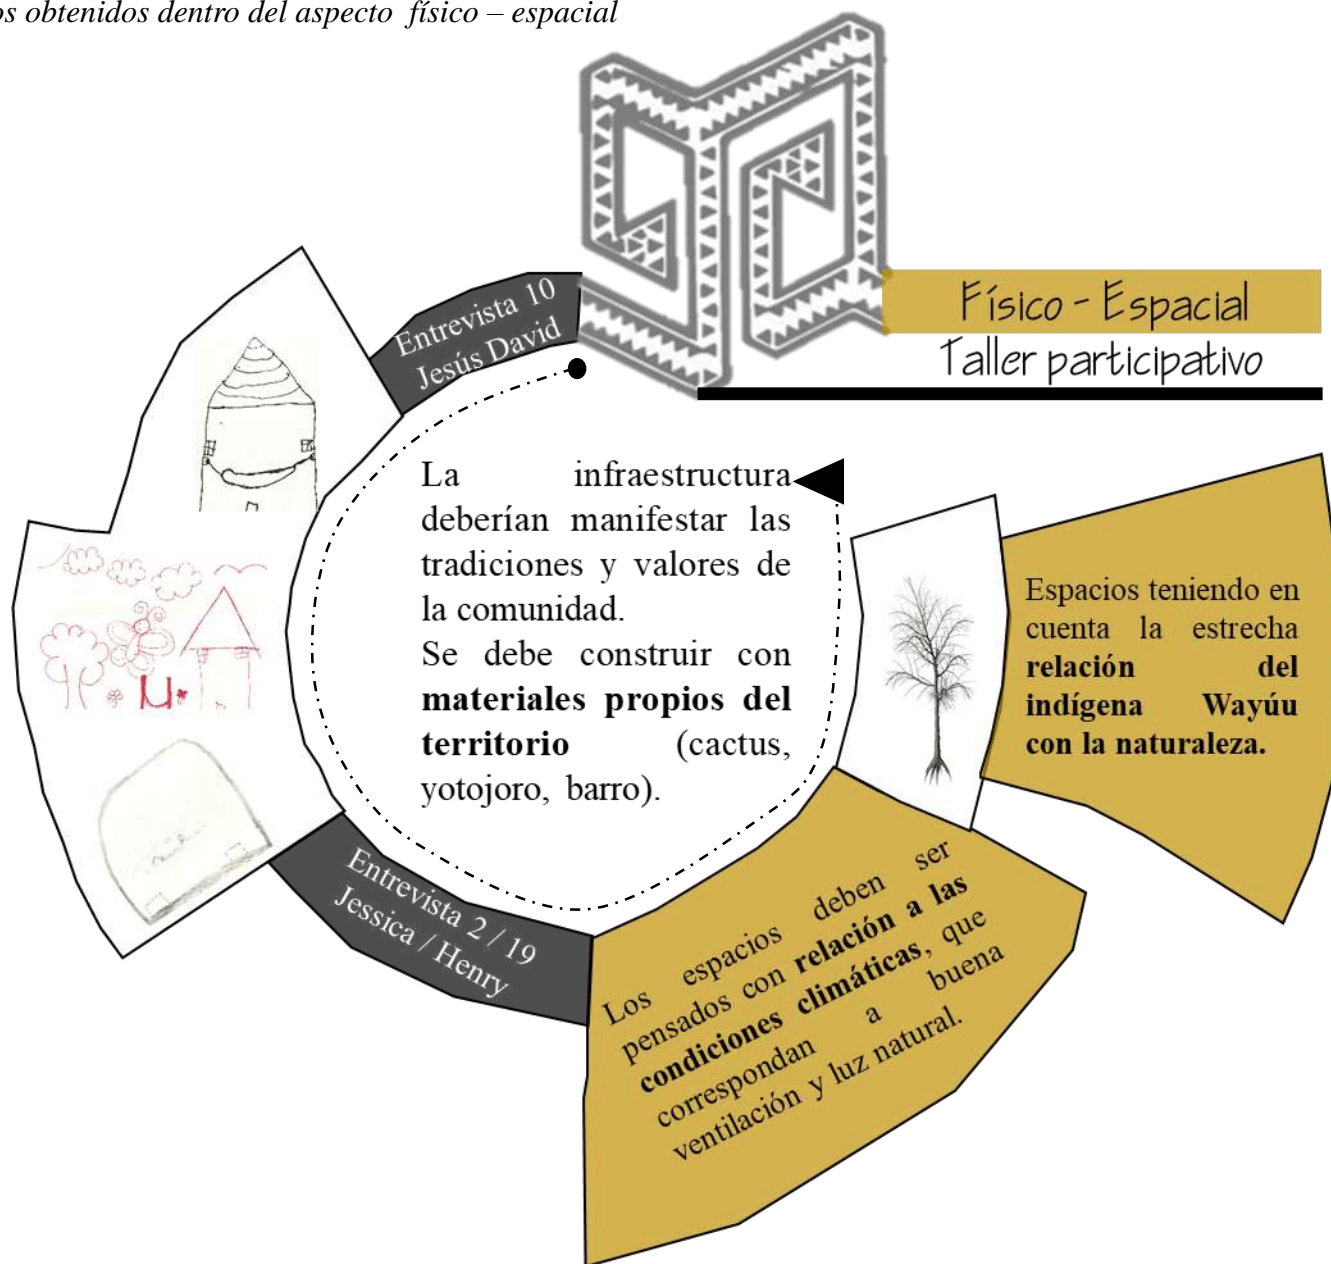 os obtenidos dentro del aspecto físico – espacial
Físico - Espacial
Taller participativo
Entrevista 10
Jesús David
La infraestructura
deberían manifestar las
tradiciones y valores de
la comunidad.
Se debe construir con
materiales propios del
territorio (cactus,
yotojoro, barro).
Espacios teniendo en
cuenta la estrecha
relación del
indígena Wayúu
con la naturaleza.
Entrevista 2 / 19
Jessica / Henry
Los espacios deben ser
pensados con relación a las
condiciones climáticas, que
correspondan a buena
ventilación y luz natural.